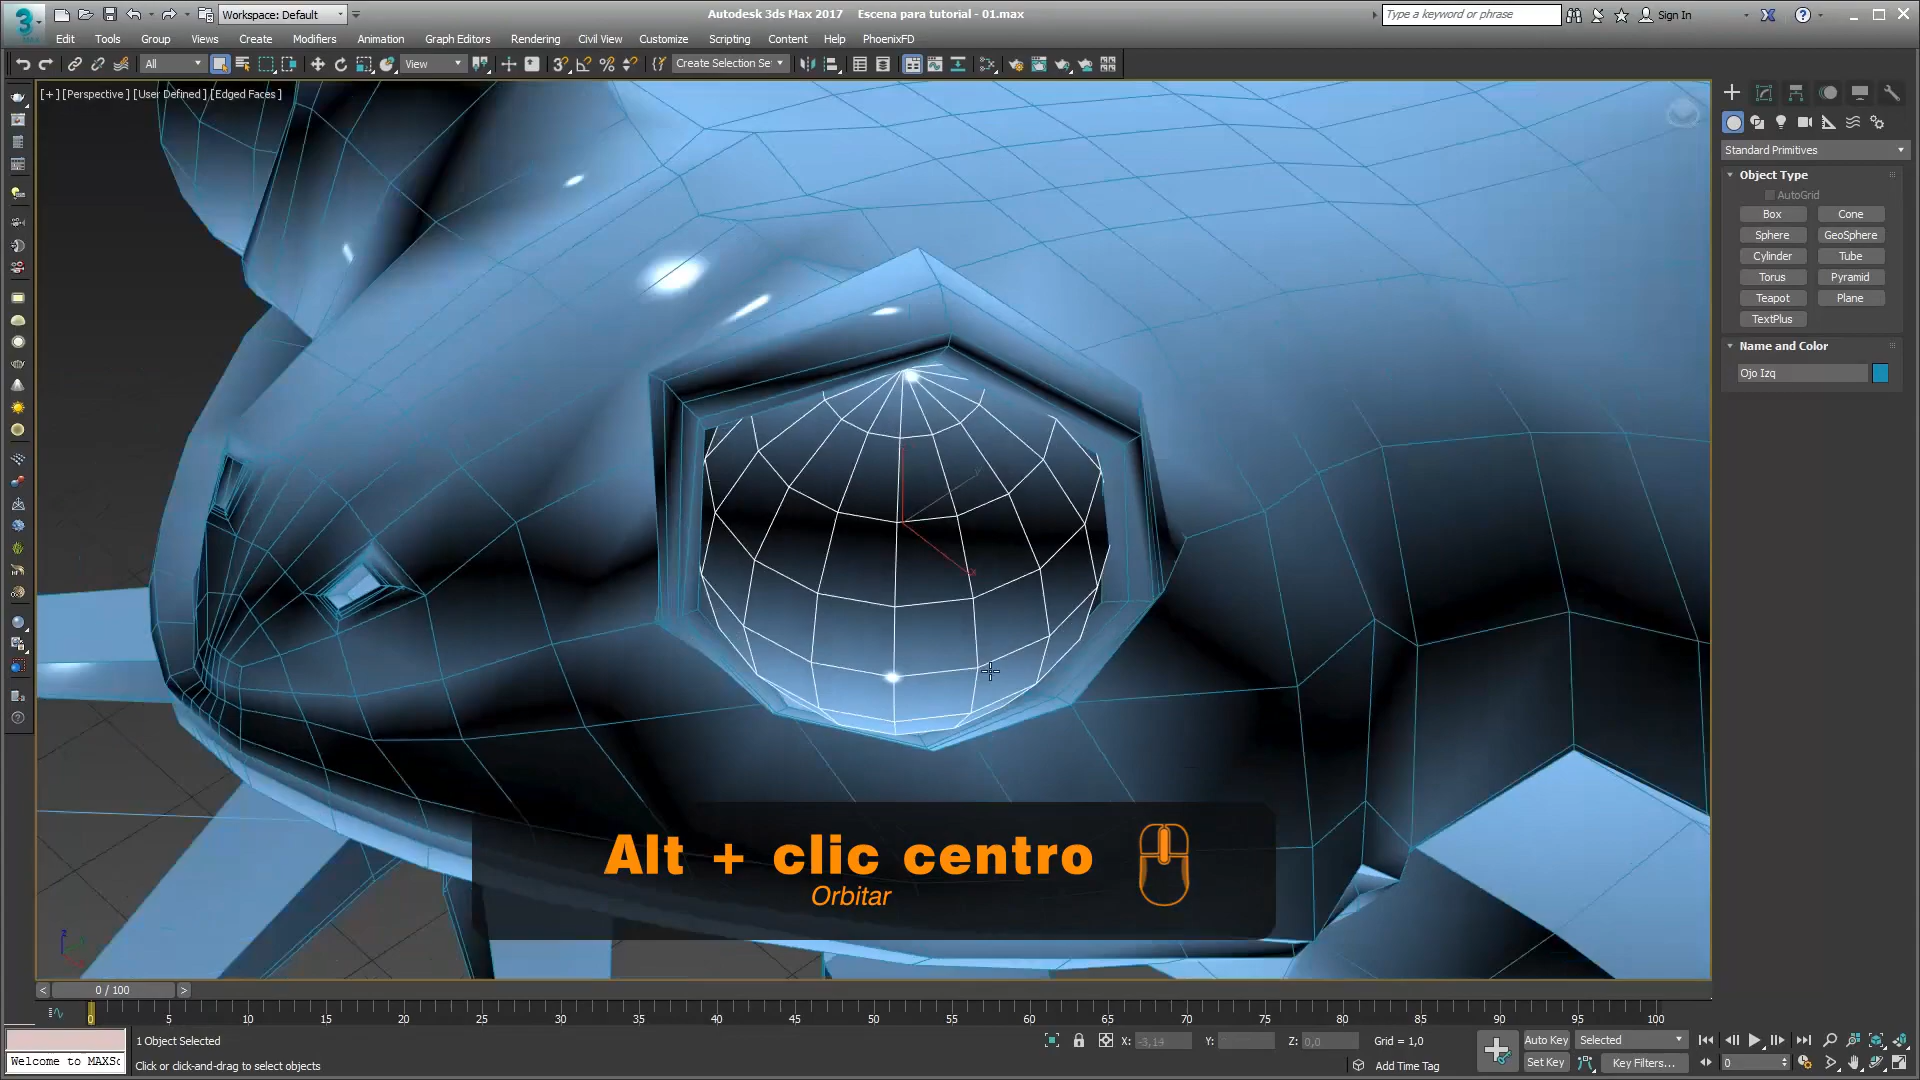 Workspace: Default
Autodesk 3ds Max 2017 Escena para tutorial - 01.max
Type a keyword or phrase
Sign In
Edit Tools Group Views Create Modifiers Animation Graph Editors Rendering Civil View Customize Scripting Content Help PhoenixFD
All
View
Create Selection Se
[+] [Perspective ] [User Defined ] [Edged Faces ]
Standard Primitives
Object Type
AutoGrid
Box Cone
Sphere GeoSphere
Cylinder Tube
Torus Pyramid
Teapot Plane
TextPlus
Name and Color
Ojo Izq
Alt + clic centro
Orbitar
< 0 / 100 >
0 5 10 15 20 25 30 35 40 45 50 55 60 65 70 75 80 85 90 95 100
1 Object Selected
X: -3,14 Y: Z: 0,0 Grid = 1,0
Auto Key Selected
Welcome to MAXSc
Click or click-and-drag to select objects
Add Time Tag
Set Key Key Filters...
0